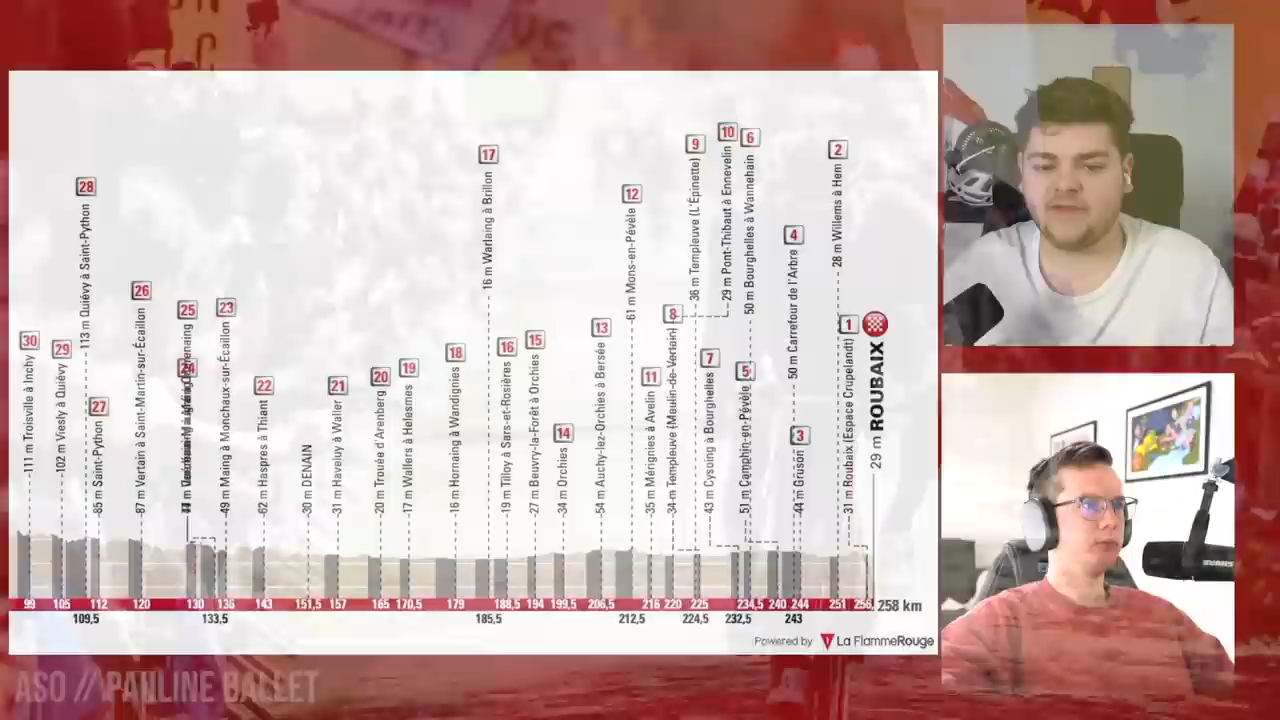 30
111 m Troisville à Inchy
29
102 m Viesly à Quiévy
28
113 m Quiévy à Saint-Python
27
85 m Saint-Python
26
87 m Vertain à Saint-Martin-sur-Écaillon
25
24
23
49 m Maing à Monchaux-sur-Écaillon
22
62 m Haspres à Thiant
30 m DENAIN
21
31 m Haveluy à Waller
20
20 m Trouée d'Arenberg
19
17 m Wallers à Helesmes
18
16 m Hornaing à Wandignies
17
16 m Warlaing à Brillon
16
19 m Tilloy à Sars-et-Rosières
15
27 m Beuvry-la-Forêt à Orchies
14
34 m Orchies
13
54 m Auchy-lez-Orchies à Bersée
12
61 m Mons-en-Pévèle
11
35 m Mérignies à Avelin
10
29 m Pont-Thibaut à Ennevelin
9
36 m Templeuve (L'Épinette)
8
34 m Templeuve (Moulin-de-Vertain)
7
43 m Cysoing à Bourghelles
6
50 m Bourghelles à Wannehain
5
51 m Camphin-en-Pévèle
4
50 m Carrefour de l'Arbre
3
44 m Gruson
2
28 m Willems à Hem
1
31 m Roubaix (Espace Crupelandt)
29 m ROUBAIX
99 105 112 120 130 136 143 151,5 157 165 170,5 179 188,5 194 199,5 206,5 216 220 225 234,5 240 244 251 256, 258 km
109,5 133,5 185,5 212,5 224,5 232,5 243
Powered by La FlammeRouge
ASO // PAULINE BALLET